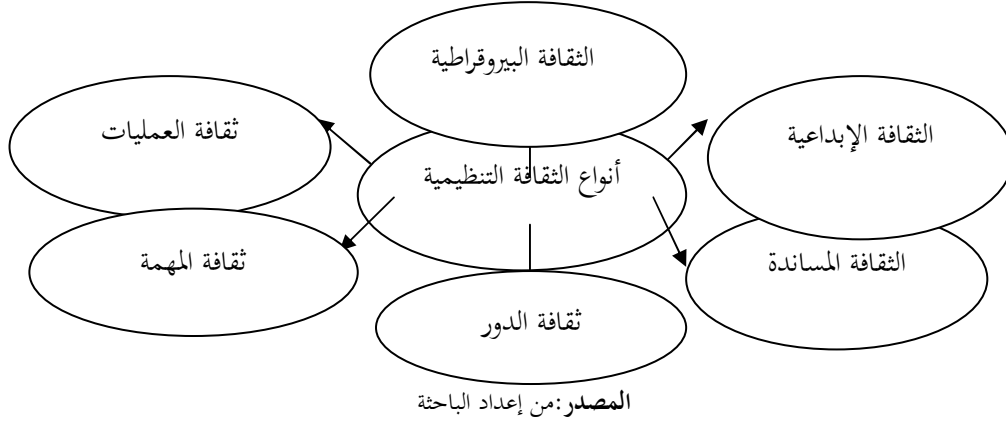 الثقافة البيروقراطية
الثقافة الإبداعية
ثقافة العمليات
أنواع الثقافة التنظيمية
الثقافة المساندة
ثقافة المهمة
ثقافة الدور
المصدر:من إعداد الباحثة